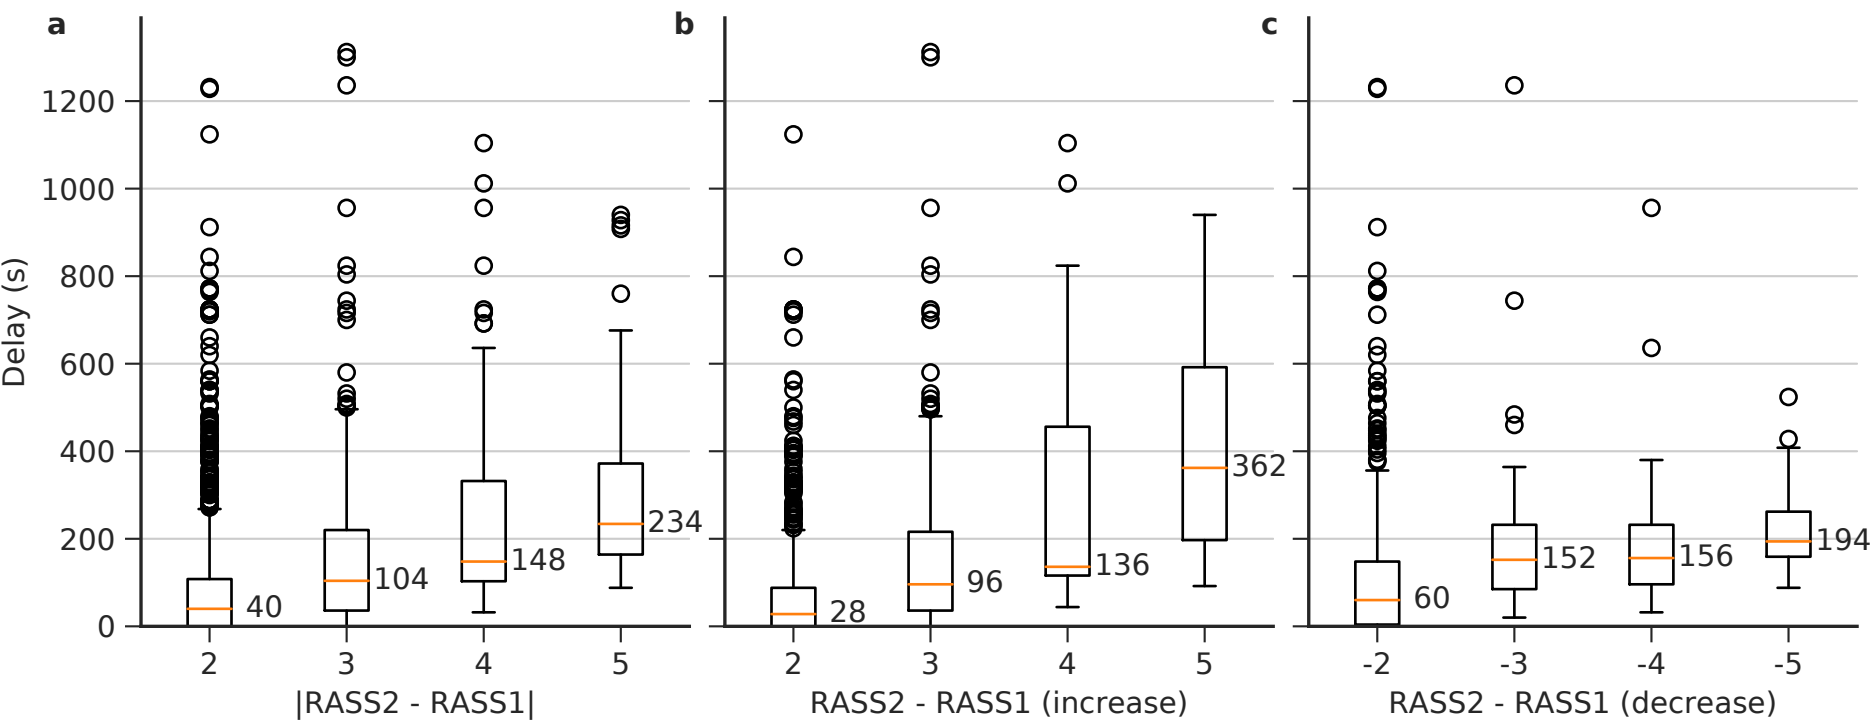 a
b
c
Delay (s)
1200
1000
800
600
400
200
0
40
104
148
234
28
96
136
362
60
152
156
194
2 3 4 5
2 3 4 5
-2 -3 -4 -5
|RASS2 - RASS1|
RASS2 - RASS1 (increase)
RASS2 - RASS1 (decrease)